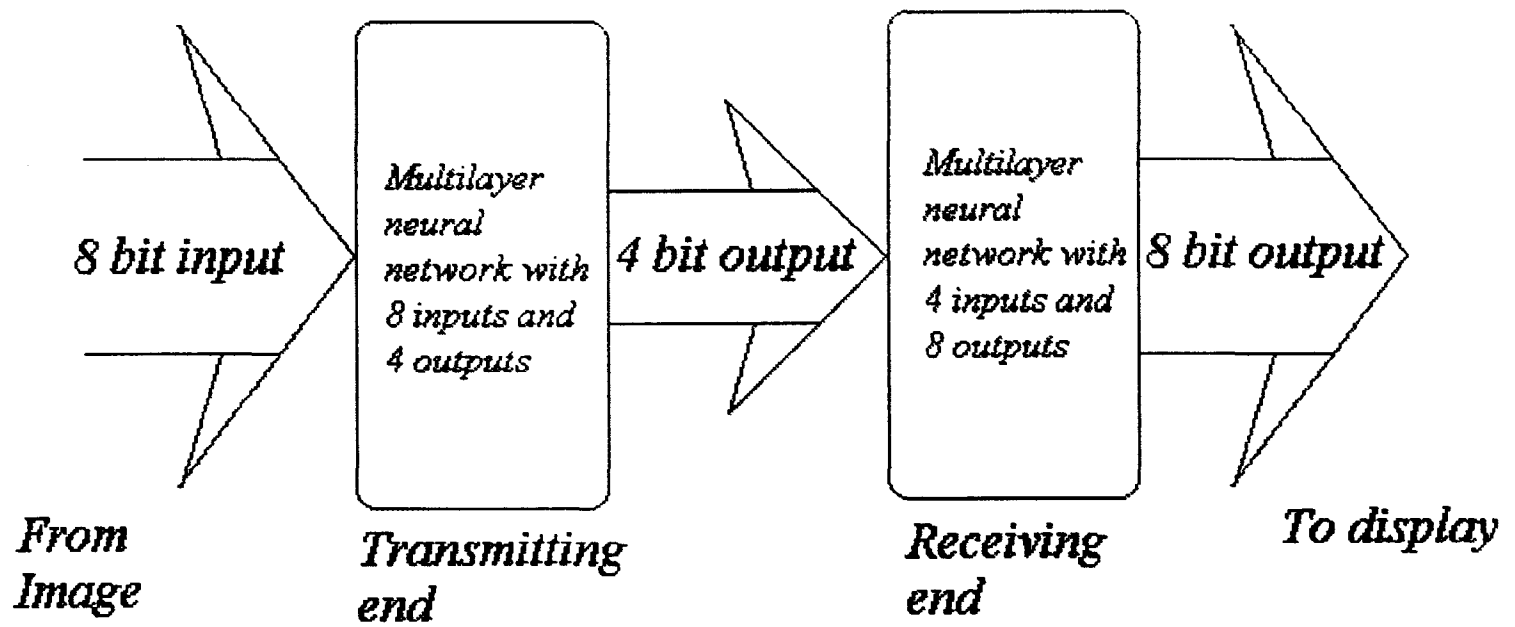 8 bit input
Multilayer
neural
network with
8 inputs and
4 outputs
4 bit output
Multilayer
neural
network with
4 inputs and
8 outputs
8 bit output
From
Image
Transmitting
end
Receiving
end
To display